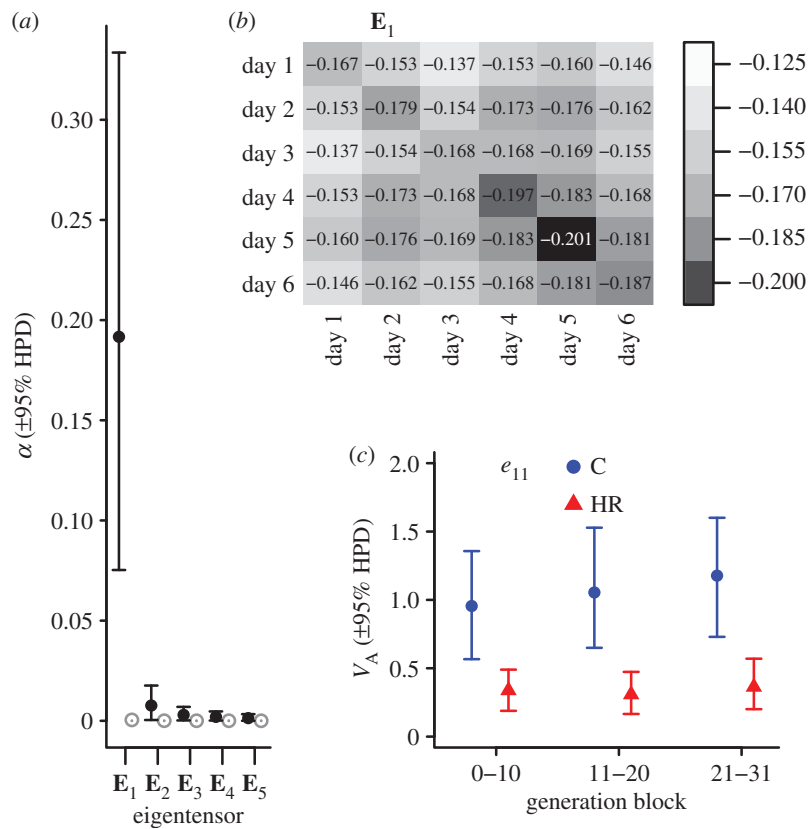 (a)
α (±95% HPD)
0.30
0.25
0.20
0.15
0.10
0.05
0
E1 E2 E3 E4 E5
eigentensor
(b)
E1
day 1 −0.167 −0.153 −0.137 −0.153 −0.160 −0.146
day 2 −0.153 −0.179 −0.154 −0.173 −0.176 −0.162
day 3 −0.137 −0.154 −0.168 −0.168 −0.169 −0.155
day 4 −0.153 −0.173 −0.168 −0.197 −0.183 −0.168
day 5 −0.160 −0.176 −0.169 −0.183 −0.201 −0.181
day 6 −0.146 −0.162 −0.155 −0.168 −0.181 −0.187
day 1 day 2 day 3 day 4 day 5 day 6
−0.125
−0.140
−0.155
−0.170
−0.185
−0.200
(c)
e11
C
HR
VA (±95% HPD)
2.0
1.5
1.0
0.5
0
0–10 11–20 21–31
generation block